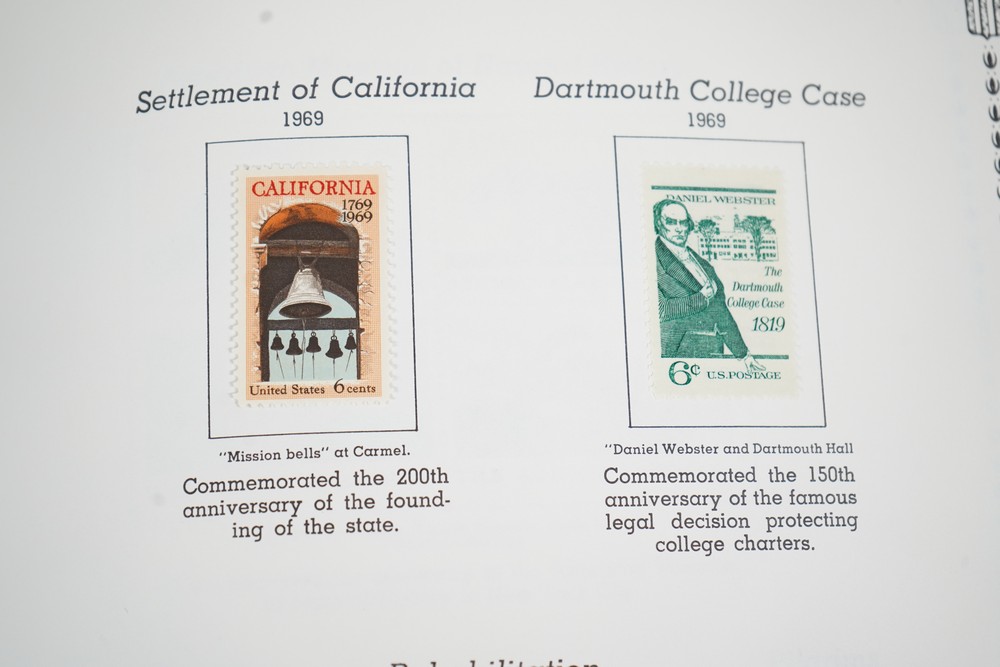 Settlement of California
1969
CALIFORNIA
1769
1969
United States 6 cents
"Mission bells" at Carmel.
Commemorated the 200th
anniversary of the found-
ing of the state.
Dartmouth College Case
1969
DANIEL WEBSTER
The
Dartmouth
College Case
1819
6¢ U.S. POSTAGE
"Daniel Webster and Dartmouth Hall
Commemorated the 150th
anniversary of the famous
legal decision protecting
college charters.